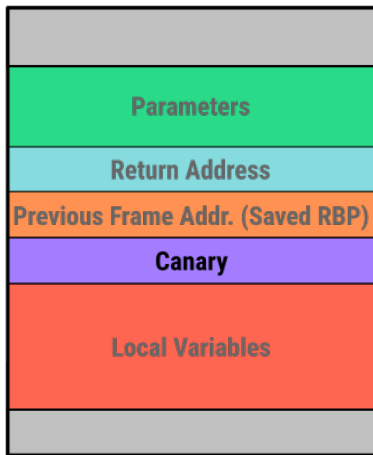 Parameters
Return Address
Previous Frame Addr. (Saved RBP)
Canary
Local Variables